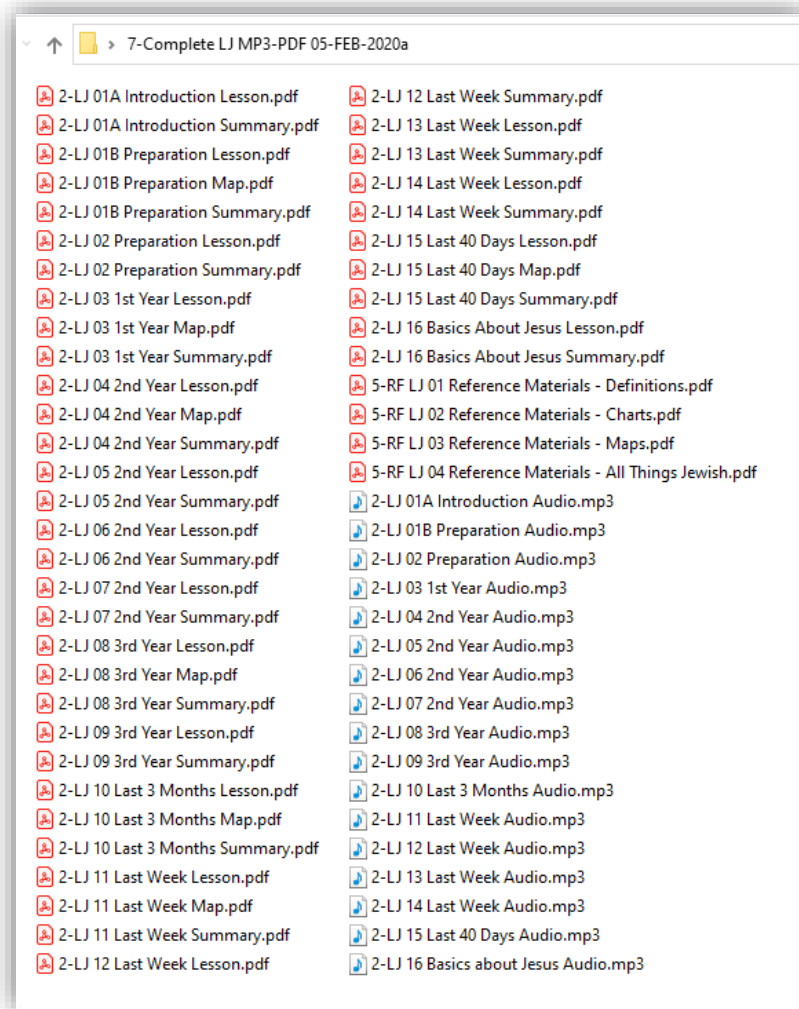 7-Complete LJ MP3-PDF 05-FEB-2020a
2-LJ 01A Introduction Lesson.pdf
2-LJ 01A Introduction Summary.pdf
2-LJ 01B Preparation Lesson.pdf
2-LJ 01B Preparation Map.pdf
2-LJ 01B Preparation Summary.pdf
2-LJ 02 Preparation Lesson.pdf
2-LJ 02 Preparation Summary.pdf
2-LJ 03 1st Year Lesson.pdf
2-LJ 03 1st Year Map.pdf
2-LJ 03 1st Year Summary.pdf
2-LJ 04 2nd Year Lesson.pdf
2-LJ 04 2nd Year Map.pdf
2-LJ 04 2nd Year Summary.pdf
2-LJ 05 2nd Year Lesson.pdf
2-LJ 05 2nd Year Summary.pdf
2-LJ 06 2nd Year Lesson.pdf
2-LJ 06 2nd Year Summary.pdf
2-LJ 07 2nd Year Lesson.pdf
2-LJ 07 2nd Year Summary.pdf
2-LJ 08 3rd Year Lesson.pdf
2-LJ 08 3rd Year Map.pdf
2-LJ 08 3rd Year Summary.pdf
2-LJ 09 3rd Year Lesson.pdf
2-LJ 09 3rd Year Summary.pdf
2-LJ 10 Last 3 Months Lesson.pdf
2-LJ 10 Last 3 Months Map.pdf
2-LJ 10 Last 3 Months Summary.pdf
2-LJ 11 Last Week Lesson.pdf
2-LJ 11 Last Week Map.pdf
2-LJ 11 Last Week Summary.pdf
2-LJ 12 Last Week Lesson.pdf
2-LJ 12 Last Week Summary.pdf
2-LJ 13 Last Week Lesson.pdf
2-LJ 13 Last Week Summary.pdf
2-LJ 14 Last Week Lesson.pdf
2-LJ 14 Last Week Summary.pdf
2-LJ 15 Last 40 Days Lesson.pdf
2-LJ 15 Last 40 Days Map.pdf
2-LJ 15 Last 40 Days Summary.pdf
2-LJ 16 Basics About Jesus Lesson.pdf
2-LJ 16 Basics About Jesus Summary.pdf
5-RF LJ 01 Reference Materials - Definitions.pdf
5-RF LJ 02 Reference Materials - Charts.pdf
5-RF LJ 03 Reference Materials - Maps.pdf
5-RF LJ 04 Reference Materials - All Things Jewish.pdf
2-LJ 01A Introduction Audio.mp3
2-LJ 01B Preparation Audio.mp3
2-LJ 02 Preparation Audio.mp3
2-LJ 03 1st Year Audio.mp3
2-LJ 04 2nd Year Audio.mp3
2-LJ 05 2nd Year Audio.mp3
2-LJ 06 2nd Year Audio.mp3
2-LJ 07 2nd Year Audio.mp3
2-LJ 08 3rd Year Audio.mp3
2-LJ 09 3rd Year Audio.mp3
2-LJ 10 Last 3 Months Audio.mp3
2-LJ 11 Last Week Audio.mp3
2-LJ 12 Last Week Audio.mp3
2-LJ 13 Last Week Audio.mp3
2-LJ 14 Last Week Audio.mp3
2-LJ 15 Last 40 Days Audio.mp3
2-LJ 16 Basics about Jesus Audio.mp3